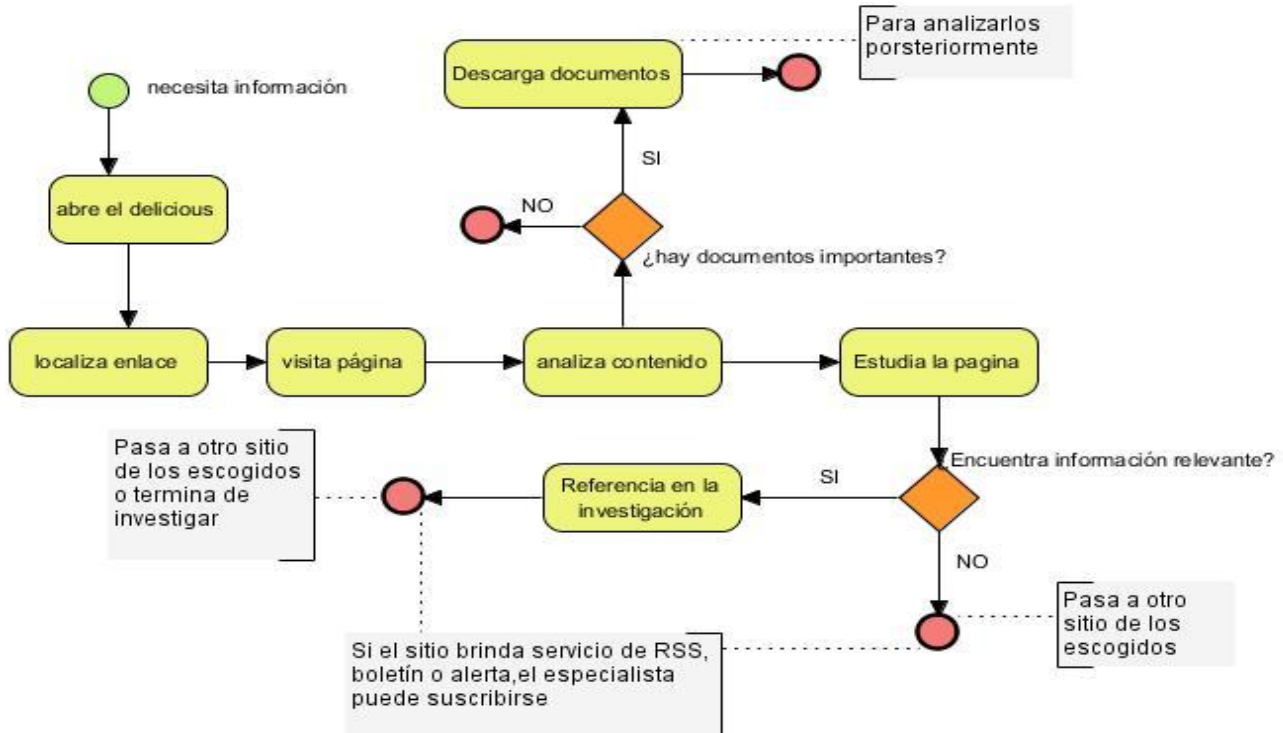 Para analizarlos
porsteriormente
Descarga documentos
necesita información
SI
abre el delicious
NO
¿hay documentos importantes?
localiza enlace
visita página
analiza contenido
Estudia la pagina
Pasa a otro sitio
de los escogidos
o termina de
investigar
Referencia en la
investigación
SI
¿Encuentra información relevante?
NO
Pasa a otro
sitio de los
escogidos
Si el sitio brinda servicio de RSS,
boletín o alerta,el especialista
puede suscribirse